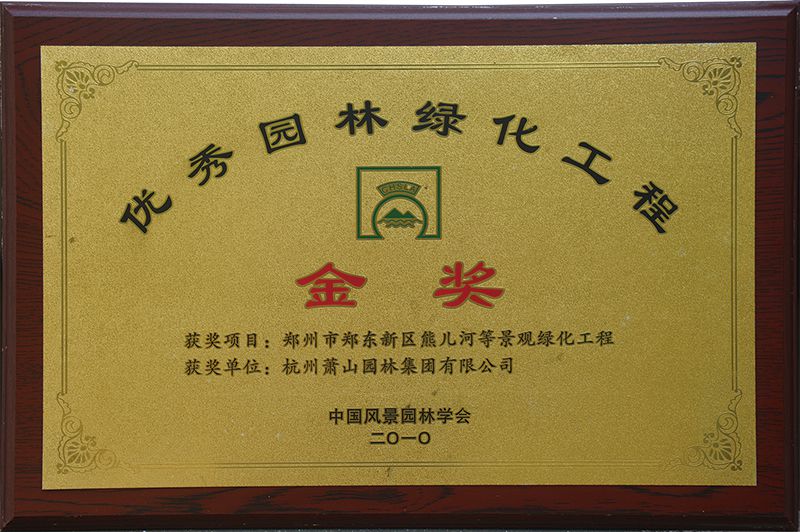 优秀园林绿化工程
金奖
获奖项目：郑州市郑东新区熊儿河等景观绿化工程
获奖单位：杭州萧山园林集团有限公司
中国风景园林学会
二〇一〇